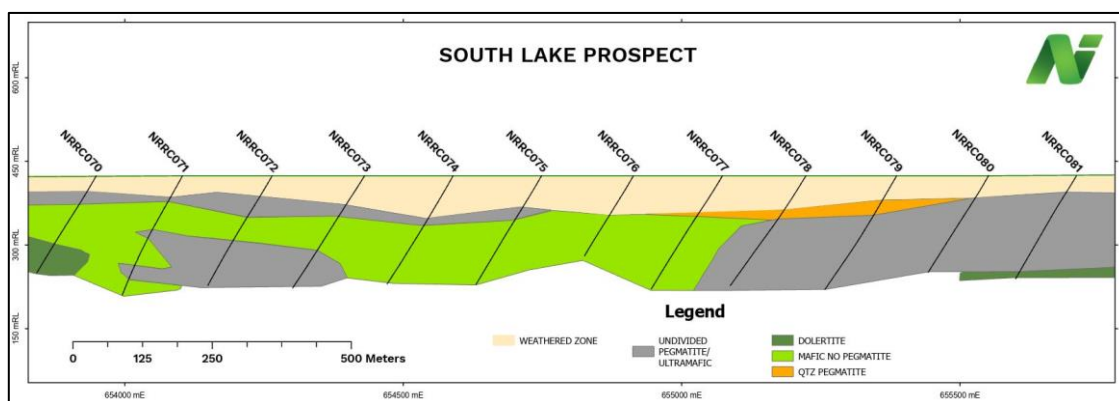 SOUTH LAKE PROSPECT
600 mRL
450 mRL
300 mRL
150 mRL
NRRC070
NRRC071
NRRC072
NRRC073
NRRC074
NRRC075
NRRC076
NRRC077
NRRC078
NRRC079
NRRC080
NRRC081
0 125 250 500 Meters
Legend
WEATHERED ZONE
UNDIVIDED
PEGMATITE/
ULTRAMAFIC
DOLERTITE
MAFIC NO PEGMATITE
QTZ PEGMATITE
654000 mE
654500 mE
655000 mE
655500 mE